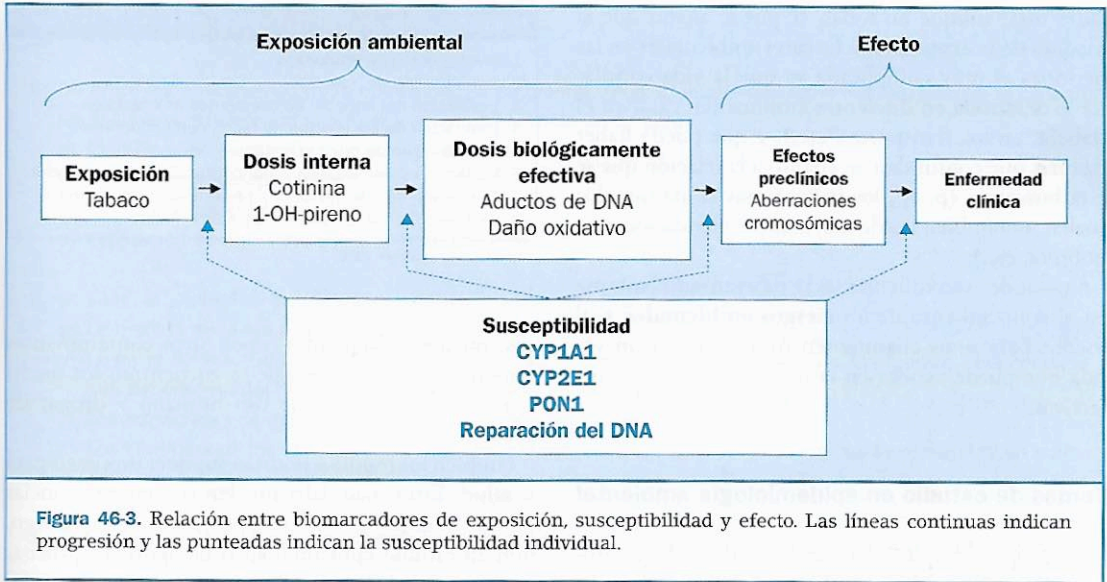 Exposición ambiental
Efecto
Exposición
Tabaco
Dosis interna
Cotinina
1-OH-pireno
Dosis biológicamente
efectiva
Aductos de DNA
Daño oxidativo
Efectos
preclínicos
Aberraciones
cromosómicas
Enfermedad
clínica
Susceptibilidad
CYP1A1
CYP2E1
PON1
Reparación del DNA
Figura 46-3. Relación entre biomarcadores de exposición, susceptibilidad y efecto. Las líneas continuas indican
progresión y las punteadas indican la susceptibilidad individual.